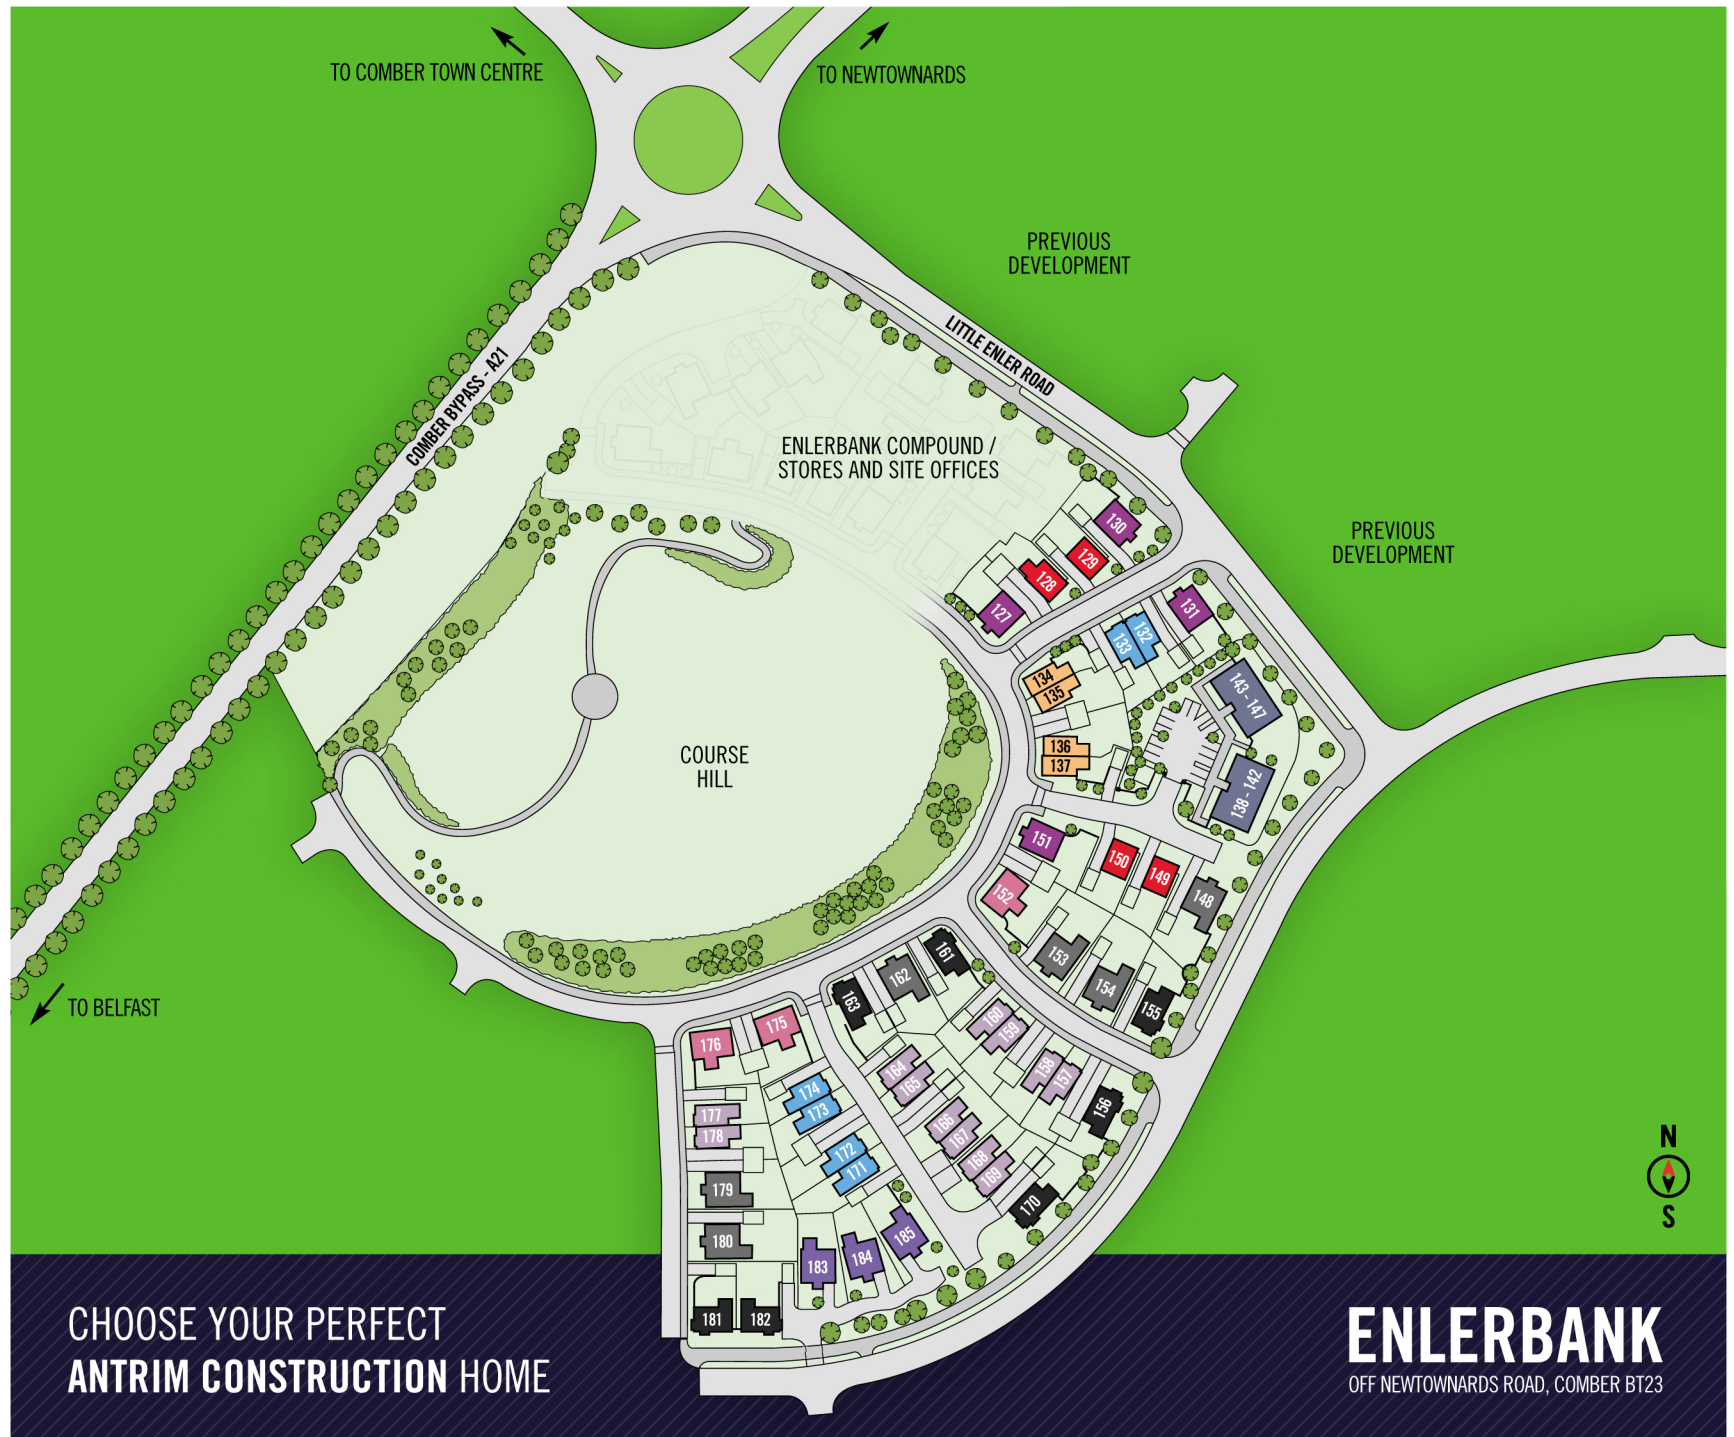 TO COMBER TOWN CENTRE
TO NEWTOWNARDS
PREVIOUS
DEVELOPMENT
LITTLE ENLER ROAD
COMBER BYPASS - A21
ENLERBANK COMPOUND /
STORES AND SITE OFFICES
PREVIOUS
DEVELOPMENT
130
129
128
127
131
132
133
134
135
143 - 147
136
137
138 - 142
COURSE
HILL
151
150
149
152
148
153
154
155
161
162
163
160
159
158
157
156
164
165
166
167
168
169
170
175
176
174
173
177
178
172
171
179
180
185
184
183
181
182
TO BELFAST
N
S
CHOOSE YOUR PERFECT
ANTRIM CONSTRUCTION HOME
ENLERBANK
OFF NEWTOWNARDS ROAD, COMBER BT23